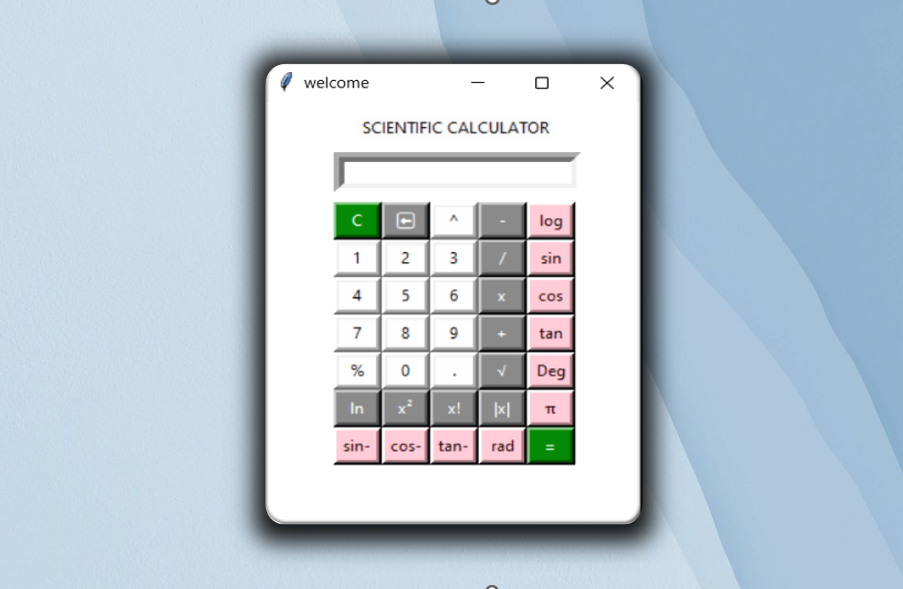 welcome
SCIENTIFIC CALCULATOR
C ← ^ - log
1 2 3 / sin
4 5 6 x cos
7 8 9 + tan
% 0 . √ Deg
ln x² x! |x| π
sin- cos- tan- rad =